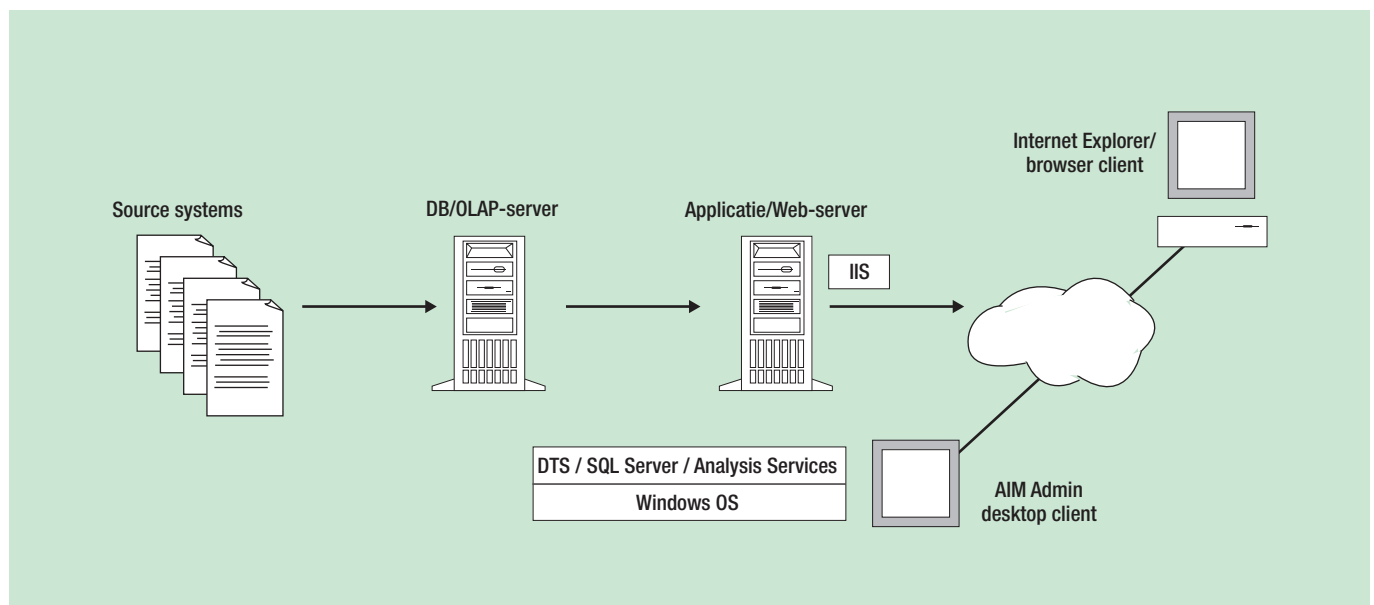 Internet Explorer/
browser client
Source systems
DB/OLAP-server
Applicatie/Web-server
IIS
DTS / SQL Server / Analysis Services
Windows OS
AIM Admin
desktop client